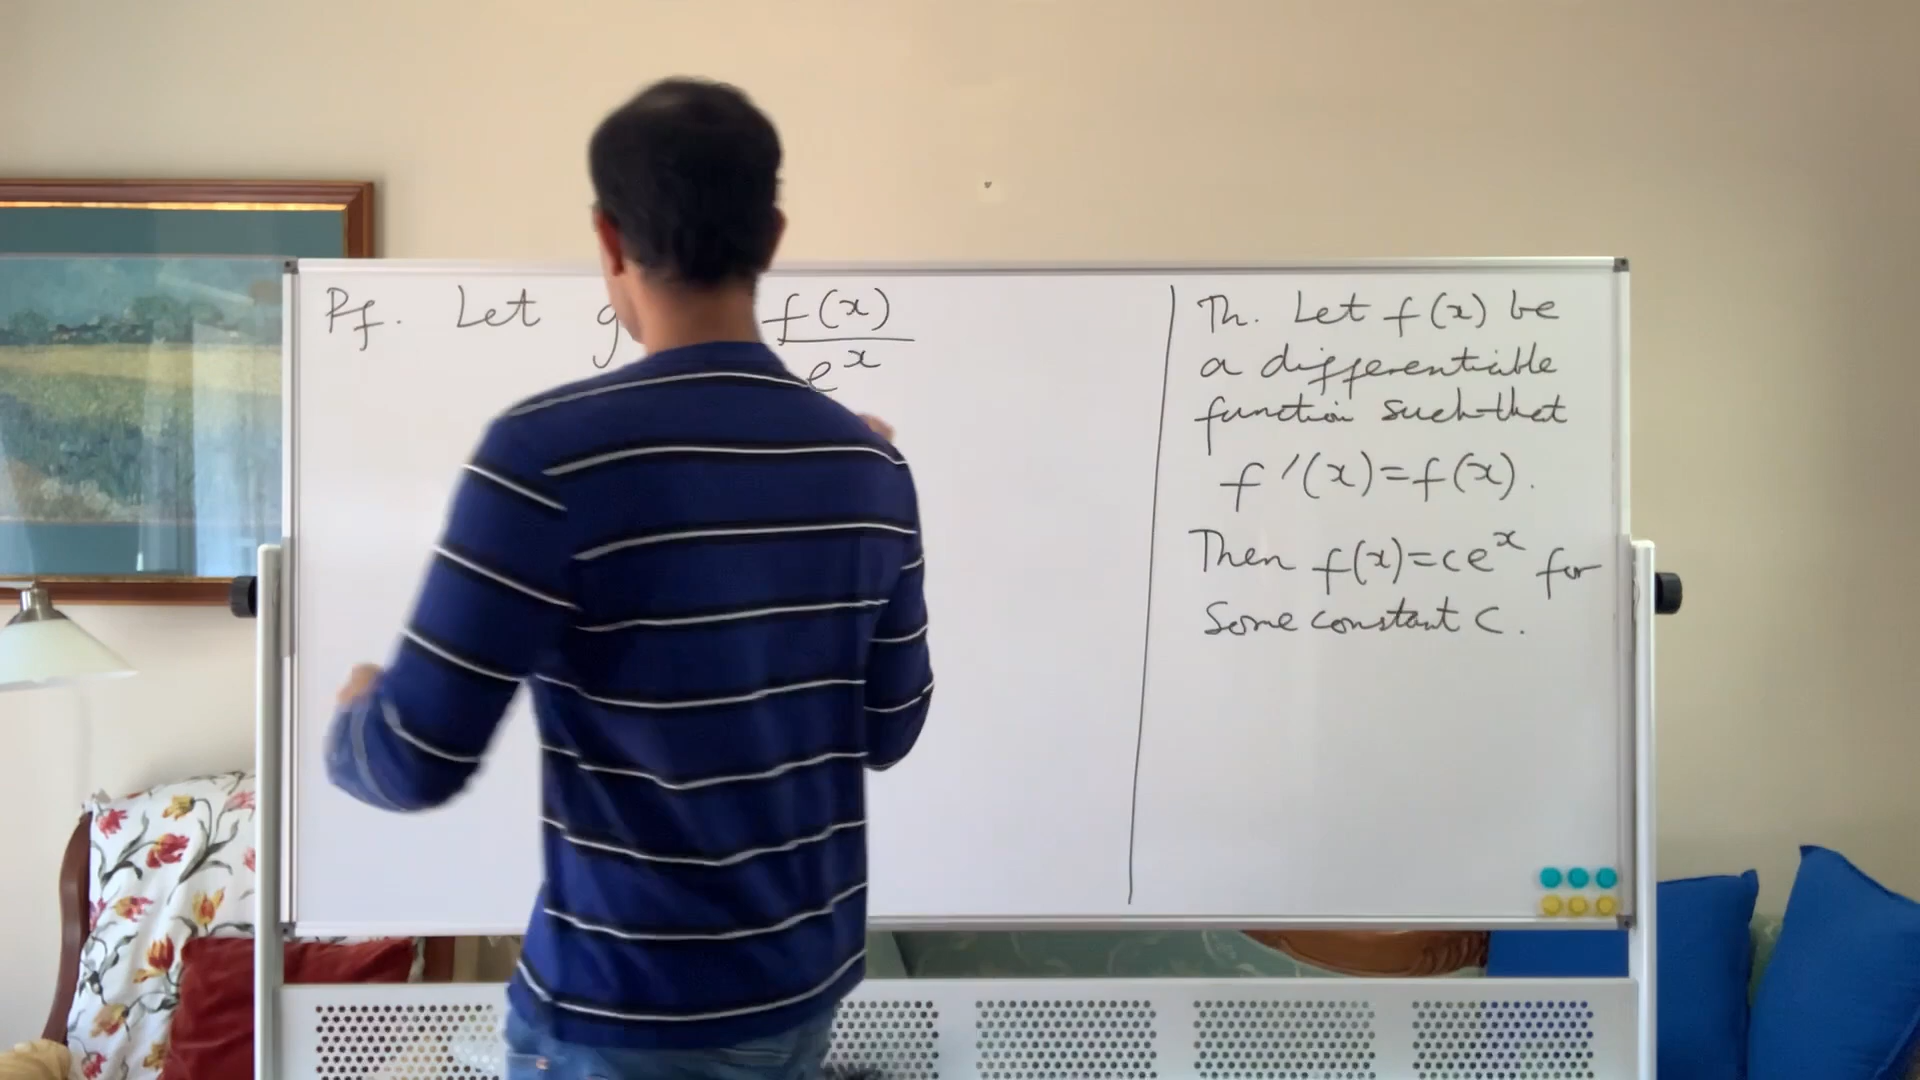 Pf. Let g f(x)
e^x
Th. Let f(x) be
a differentiable
function such that
f'(x)=f(x).
Then f(x)=ce^x for
some constant c.